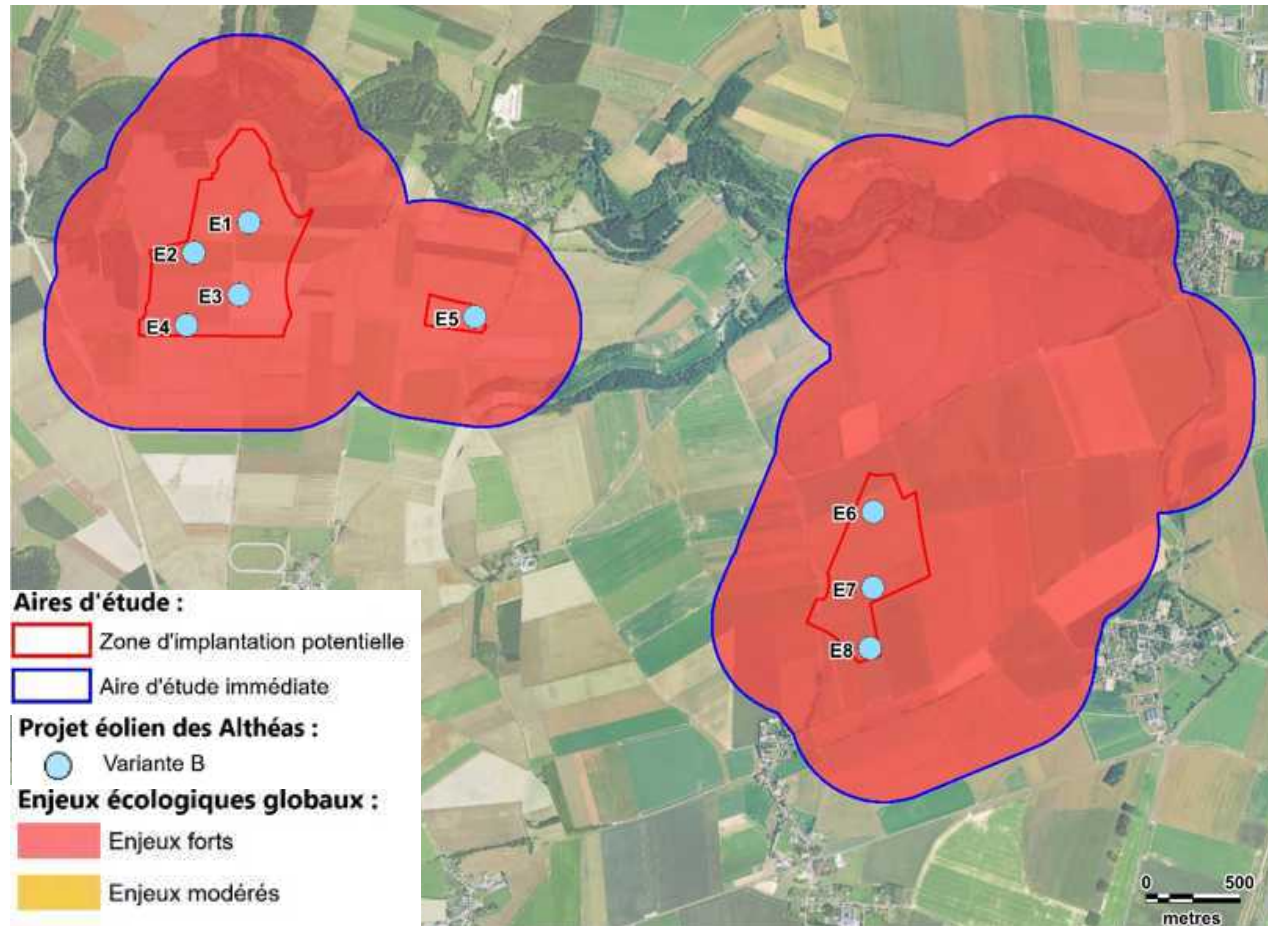 E1
E2
E3
E4
E5
E6
E7
E8
Aires d'étude :
Zone d'implantation potentielle
Aire d'étude immédiate
Projet éolien des Althéas :
Variante B
Enjeux écologiques globaux :
Enjeux forts
Enjeux modérés
0 500
metres